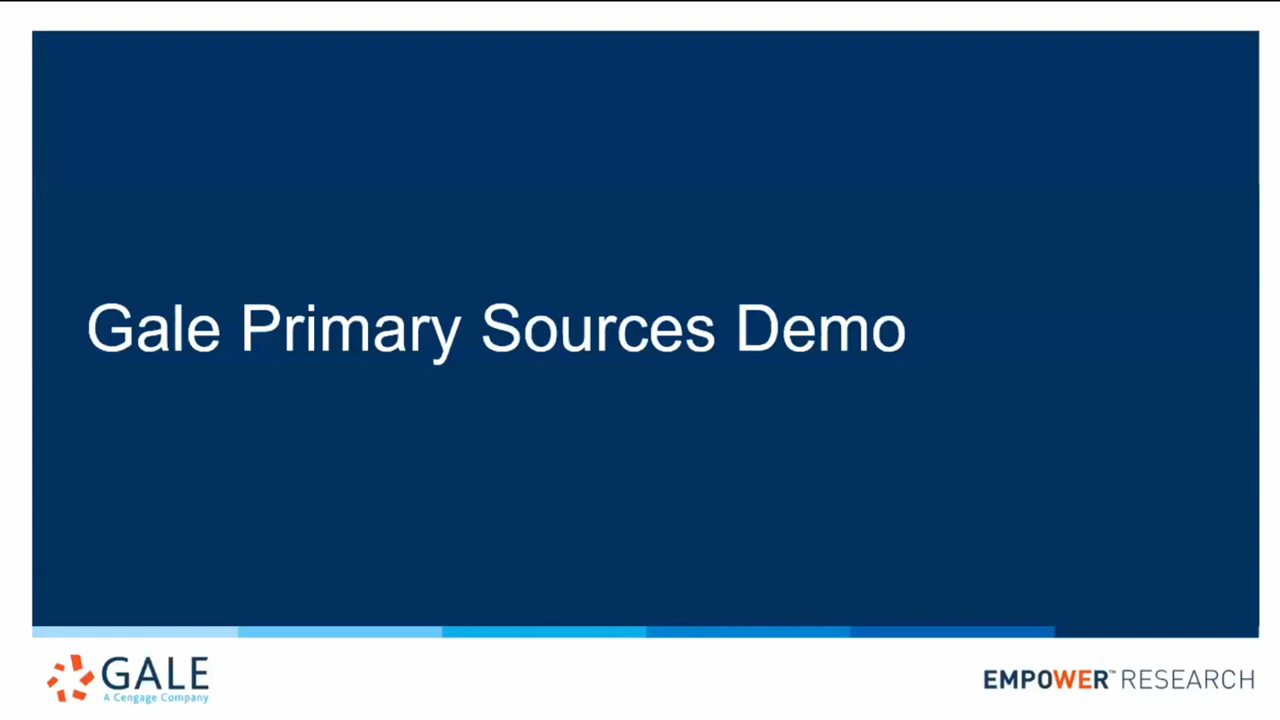 Gale Primary Sources Demo
GALE
A Cengage Company
EMPOWER™ RESEARCH